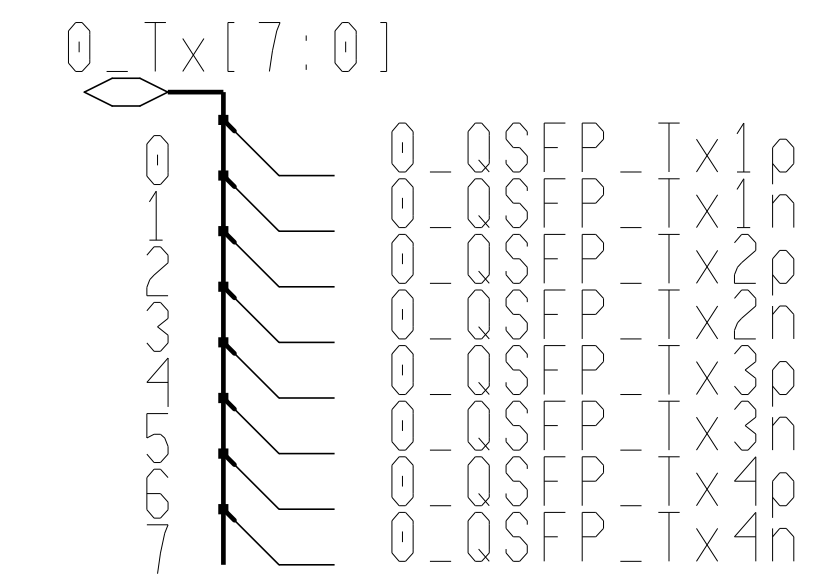 0_Tx[7:0]
0 0_QSFP_Tx1p
1 0_QSFP_Tx1n
2 0_QSFP_Tx2p
3 0_QSFP_Tx2n
4 0_QSFP_Tx3p
5 0_QSFP_Tx3n
6 0_QSFP_Tx4p
7 0_QSFP_Tx4n